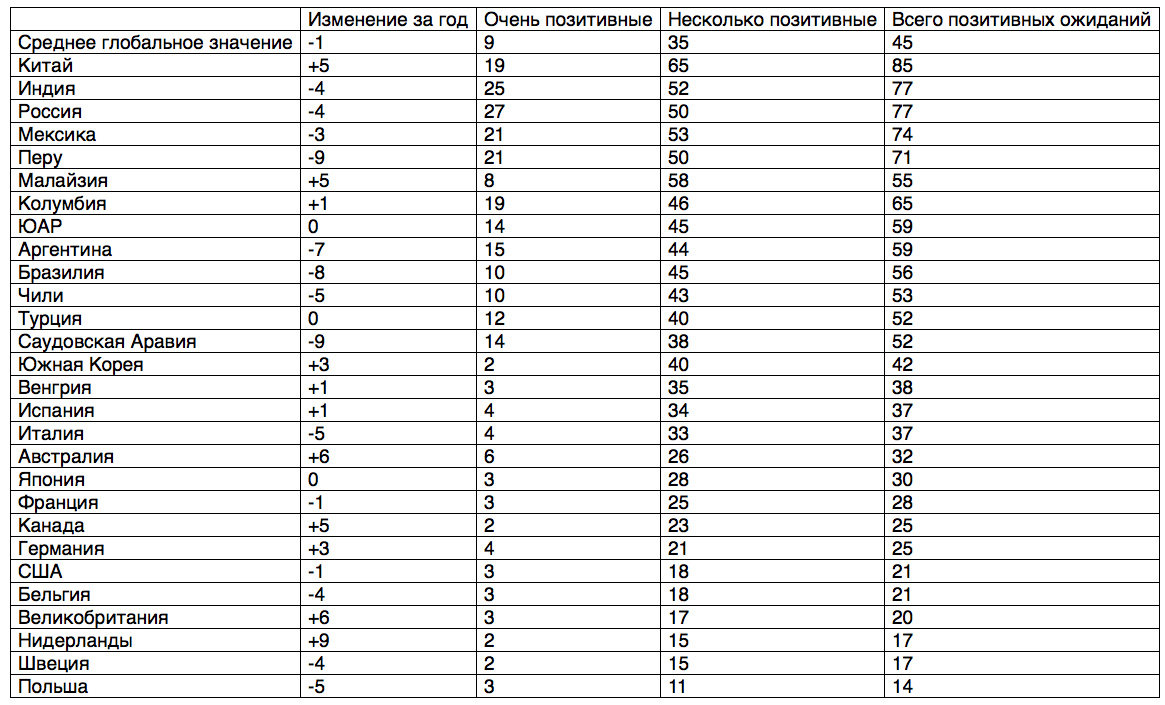 Изменение за год Очень позитивные Несколько позитивные Всего позитивных ожиданий
Среднее глобальное значение -1 9 35 45
Китай +5 19 65 85
Индия -4 25 52 77
Россия -4 27 50 77
Мексика -3 21 53 74
Перу -9 21 50 71
Малайзия +5 8 58 55
Колумбия +1 19 46 65
ЮАР 0 14 45 59
Аргентина -7 15 44 59
Бразилия -8 10 45 56
Чили -5 10 43 53
Турция 0 12 40 52
Саудовская Аравия -9 14 38 52
Южная Корея +3 2 40 42
Венгрия +1 3 35 38
Испания +1 4 34 37
Италия -5 4 33 37
Австралия +6 6 26 32
Япония 0 3 28 30
Франция -1 3 25 28
Канада +5 2 23 25
Германия +3 4 21 25
США -1 3 18 21
Бельгия -4 3 18 21
Великобритания +6 3 17 20
Нидерланды +9 2 15 17
Швеция -4 2 15 17
Польша -5 3 11 14